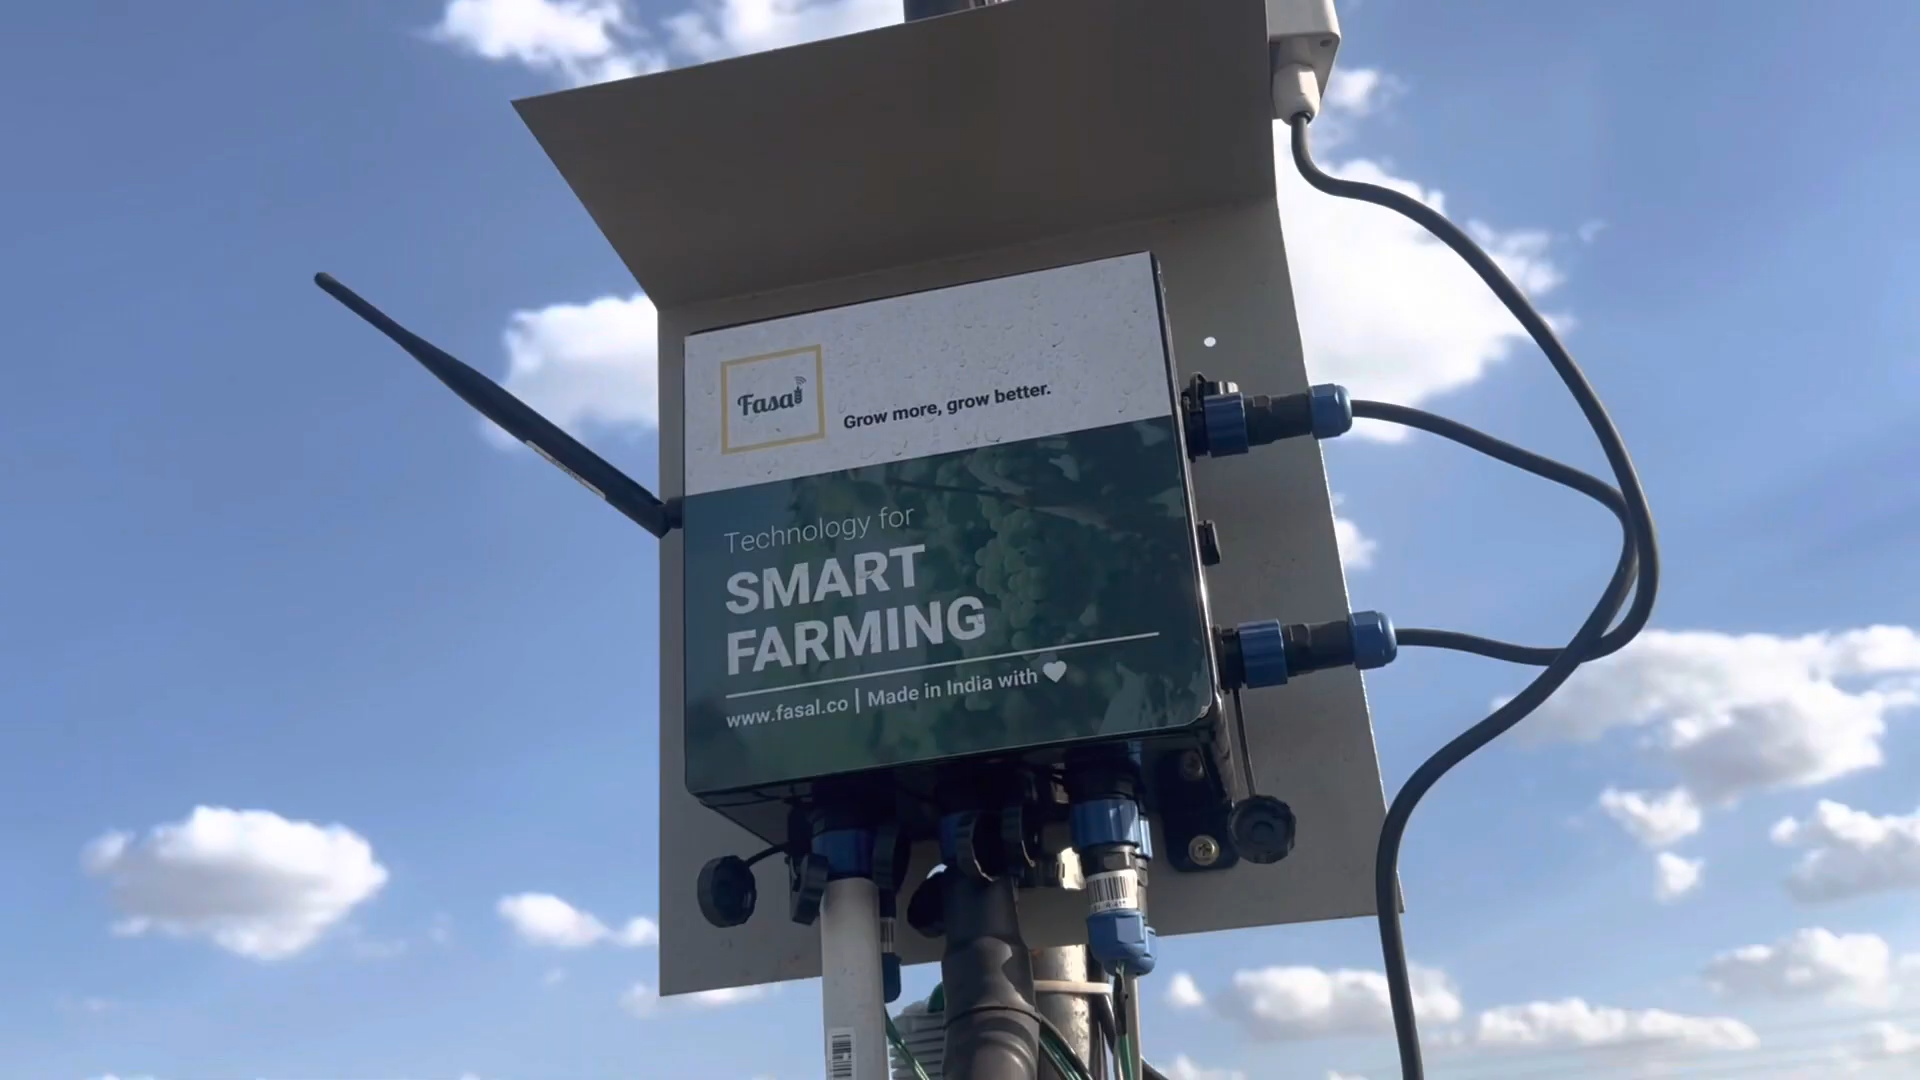 Fasal
Grow more, grow better.
Technology for
SMART
FARMING
www.fasal.co | Made in India with